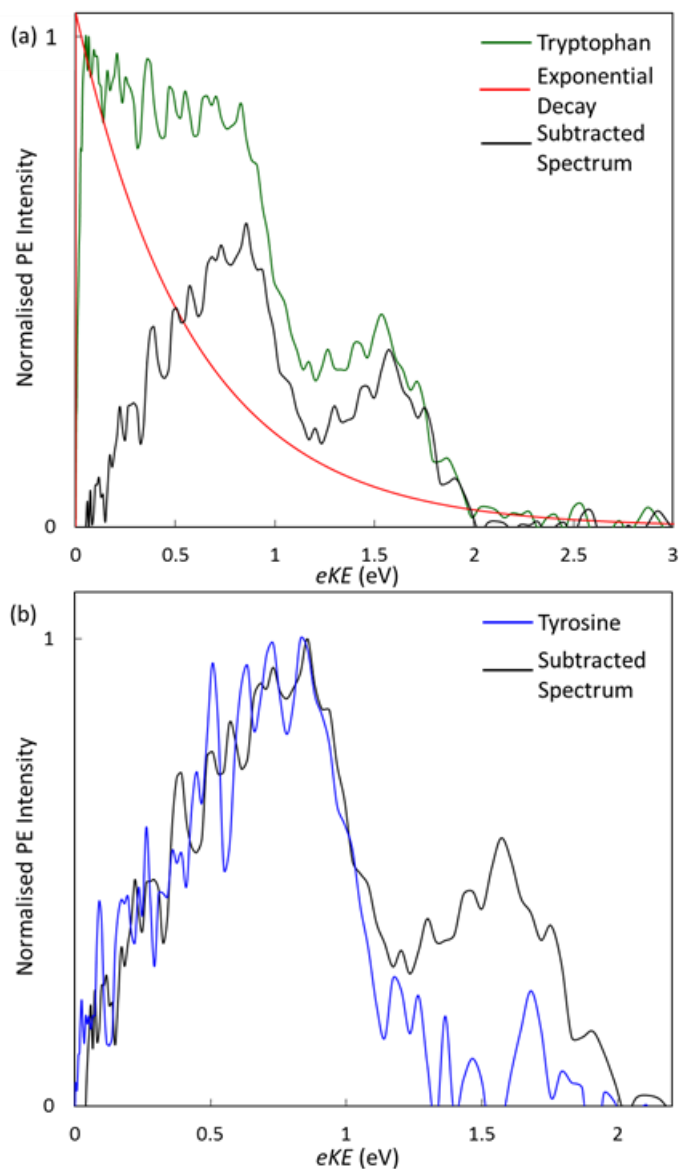 (a)
Tryptophan
Exponential
Decay
Subtracted
Spectrum
Normalised PE Intensity
1
0
0 0.5 1 1.5 2 2.5 3
eKE (eV)
(b)
Tyrosine
Subtracted
Spectrum
Normalised PE Intensity
1
0
0 0.5 1 1.5 2
eKE (eV)